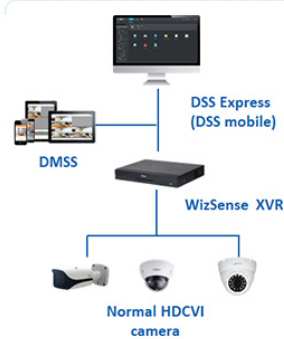 DSS Express
(DSS mobile)
DMSS
WizSense XVR
Normal HDCVI
camera